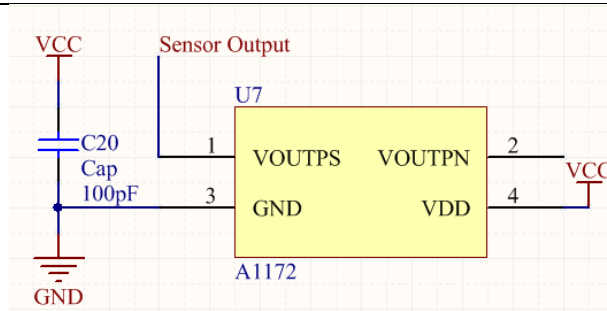 VCC
Sensor Output
U7
C20
Cap
100pF
1
VOUTPS
VOUTPN
2
VCC
3
GND
VDD
4
A1172
GND